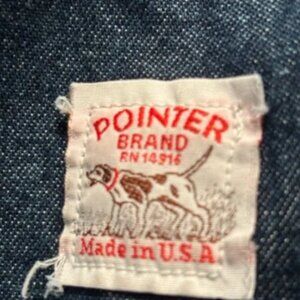 POINTER
BRAND
RN 14916
Made in U.S.A